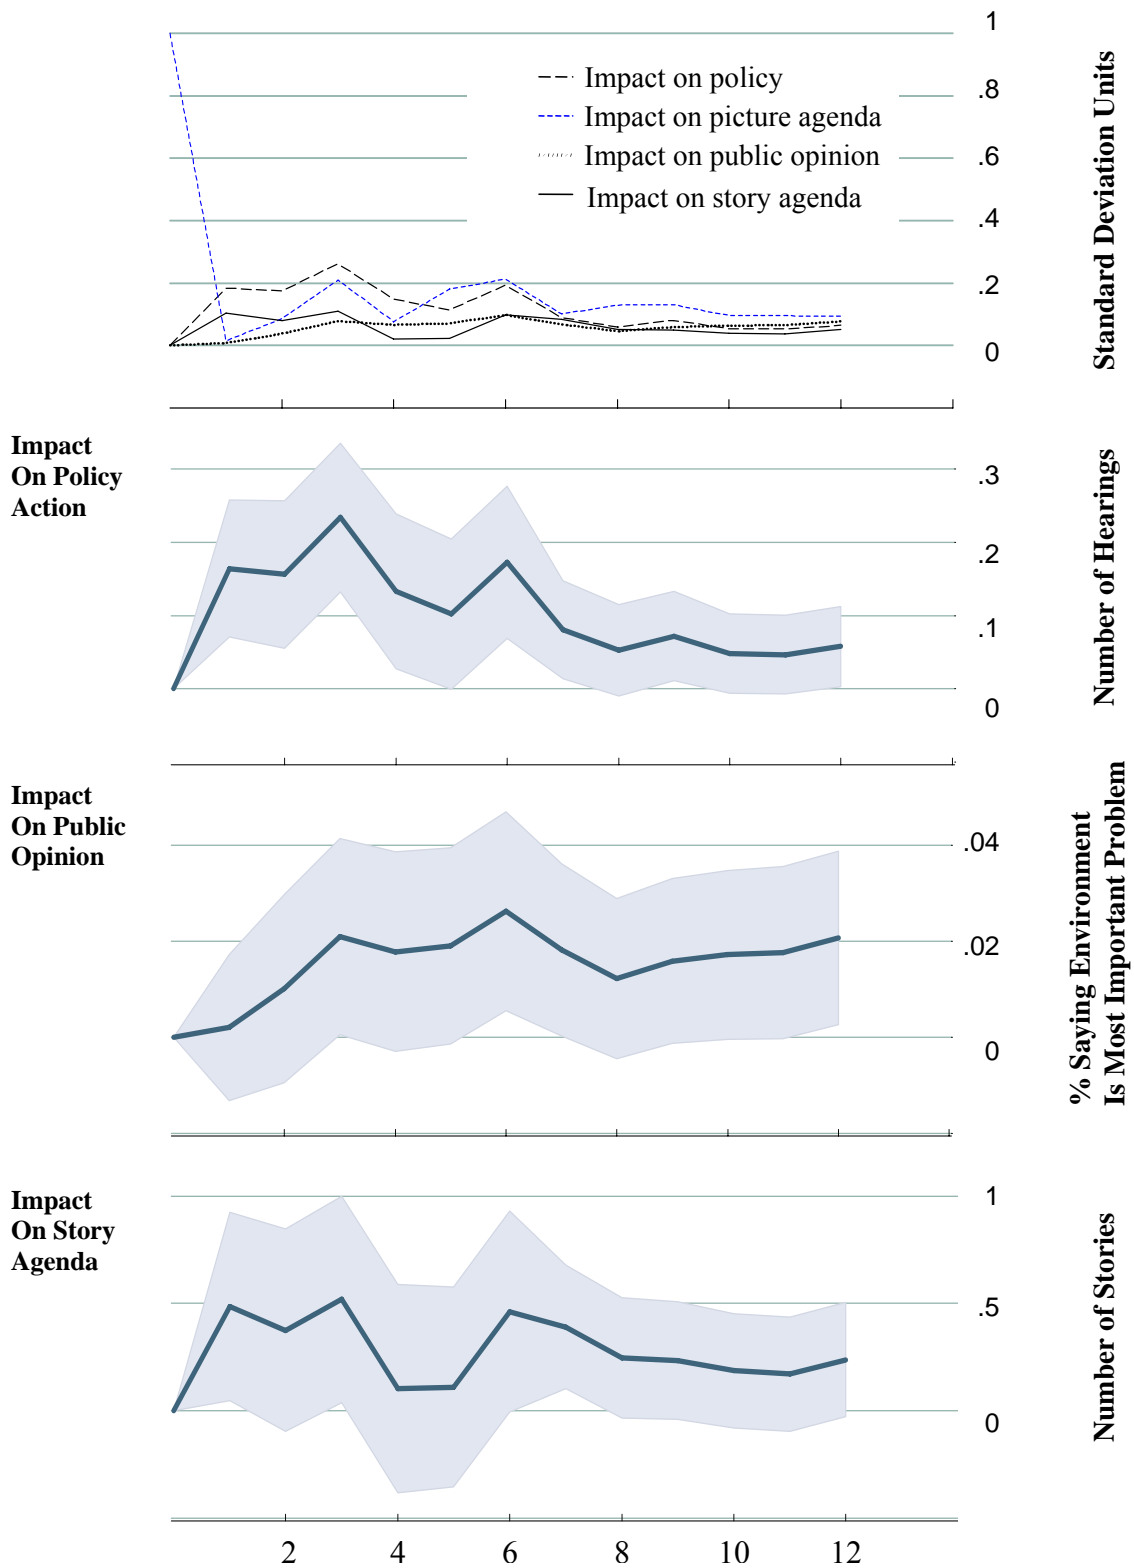 1
.8
.6
.4
.2
0
Standard Deviation Units
Impact on policy
Impact on picture agenda
Impact on public opinion
Impact on story agenda
Impact
On Policy
Action
.3
.2
.1
0
Number of Hearings
Impact
On Public
Opinion
.04
.02
0
% Saying Environment
Is Most Important Problem
Impact
On Story
Agenda
1
.5
0
Number of Stories
2 4 6 8 10 12